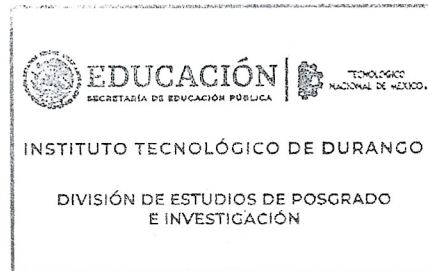 EDUCACIÓN
SECRETARÍA DE EDUCACIÓN PÚBLICA
TECNOLÓGICO
NACIONAL DE MÉXICO®
INSTITUTO TECNOLÓGICO DE DURANGO
DIVISIÓN DE ESTUDIOS DE POSGRADO
E INVESTIGACIÓN